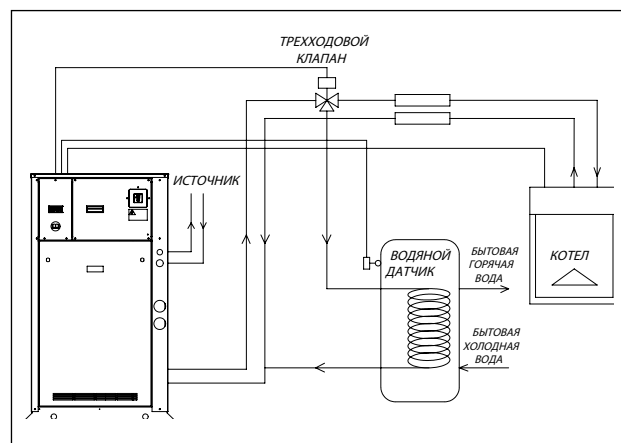 ТРЕХХОДОВОЙ
КЛАПАН
ИСТОЧНИК
ВОДЯНОЙ
ДАТЧИК
БЫТОВАЯ
ГОРЯЧАЯ
ВОДА
КОТЕЛ
БЫТОВАЯ
ХОЛОДНАЯ
ВОДА